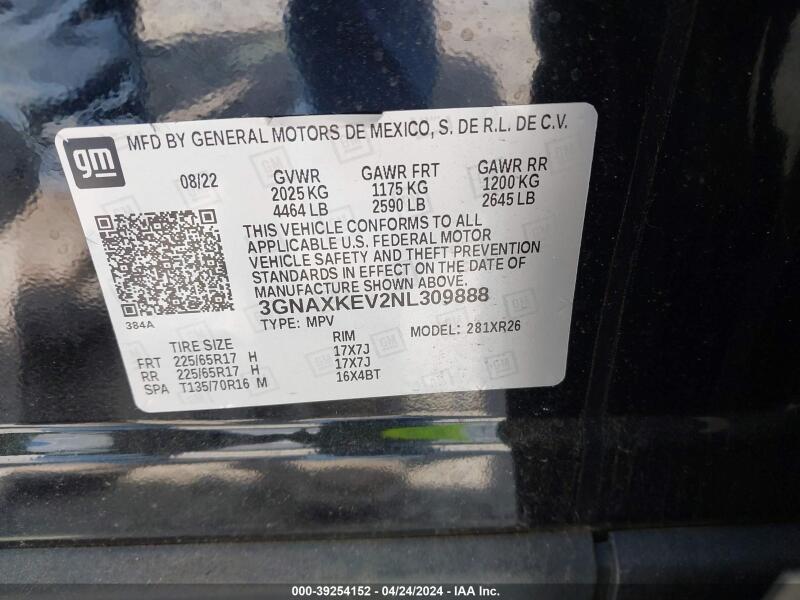 gm
MFD BY GENERAL MOTORS DE MEXICO, S. DE R.L. DE C.V.
08/22 GVWR GAWR FRT GAWR RR
2025 KG 1175 KG 1200 KG
4464 LB 2590 LB 2645 LB
THIS VEHICLE CONFORMS TO ALL
APPLICABLE U.S. FEDERAL MOTOR
VEHICLE SAFETY AND THEFT PREVENTION
STANDARDS IN EFFECT ON THE DATE OF
MANUFACTURE SHOWN ABOVE.
3GNAXKEV2NL309888
384A
TYPE: MPV MODEL: 281XR26
TIRE SIZE RIM
FRT 225/65R17 H 17X7J
RR 225/65R17 H 17X7J
SPA T135/70R16 M 16X4BT
000-39254152 - 04/24/2024 - IAA Inc.